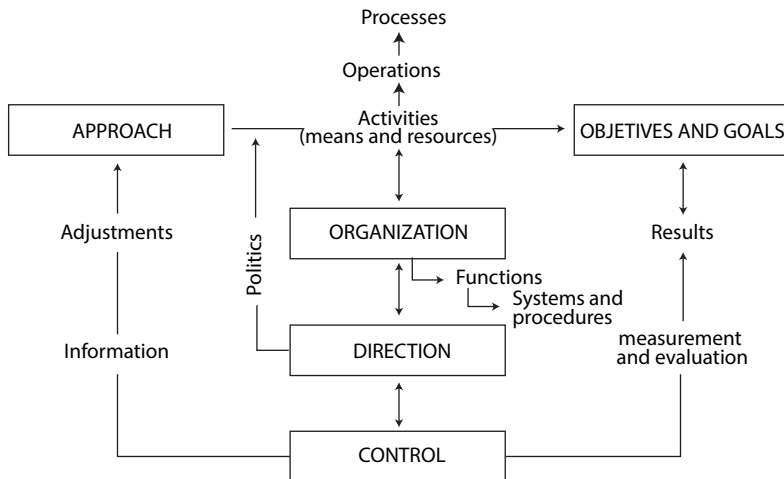 Processes
Operations
APPROACH
Activities
(means and resources)
OBJETIVES AND GOALS
Adjustments
Politics
ORGANIZATION
Results
Functions
Systems and
procedures
Information
DIRECTION
measurement
and evaluation
CONTROL